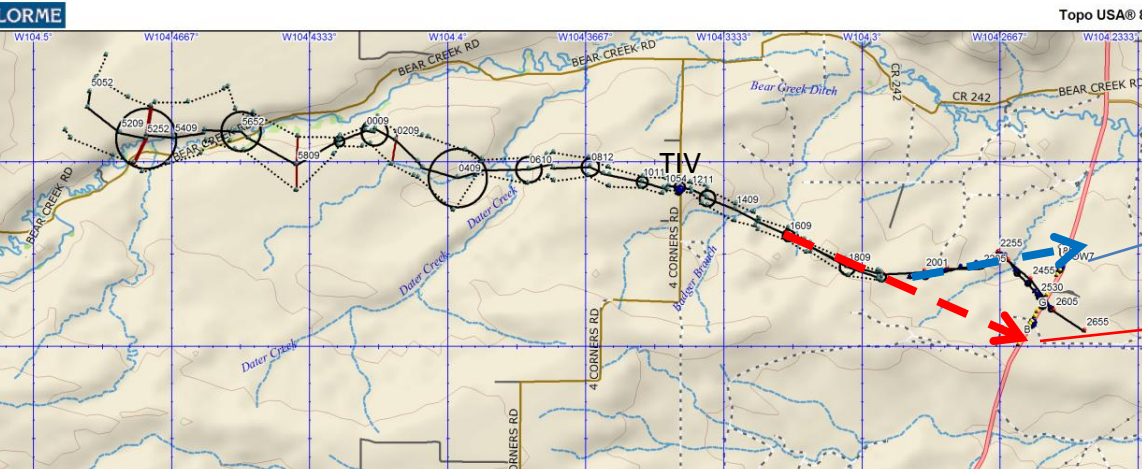 LORME
Topo USA® 8
W104.5°
W104.4667°
W104.4333°
W104.4°
W104.3667°
W104.3333°
W104.3°
W104.2667°
W104.2333°
BEAR CREEK RD
BEAR CREEK RD
CR 242
CR 242
BEAR CREEK RD
Bear Creek Ditch
5052
5209
5252
5409
5652
0009
0209
5809
BEAR CREEK RD
BEAR CREEK RD
0409
0610
0812
TIV
1011
1054
1211
1409
1609
1809
2001
2255
2455
2530
2605
2655
G
B
Dater Creek
Dater Creek
Dater Creek
4 CORNERS RD
Badger Branch
4 CORNERS RD
ORNERS RD